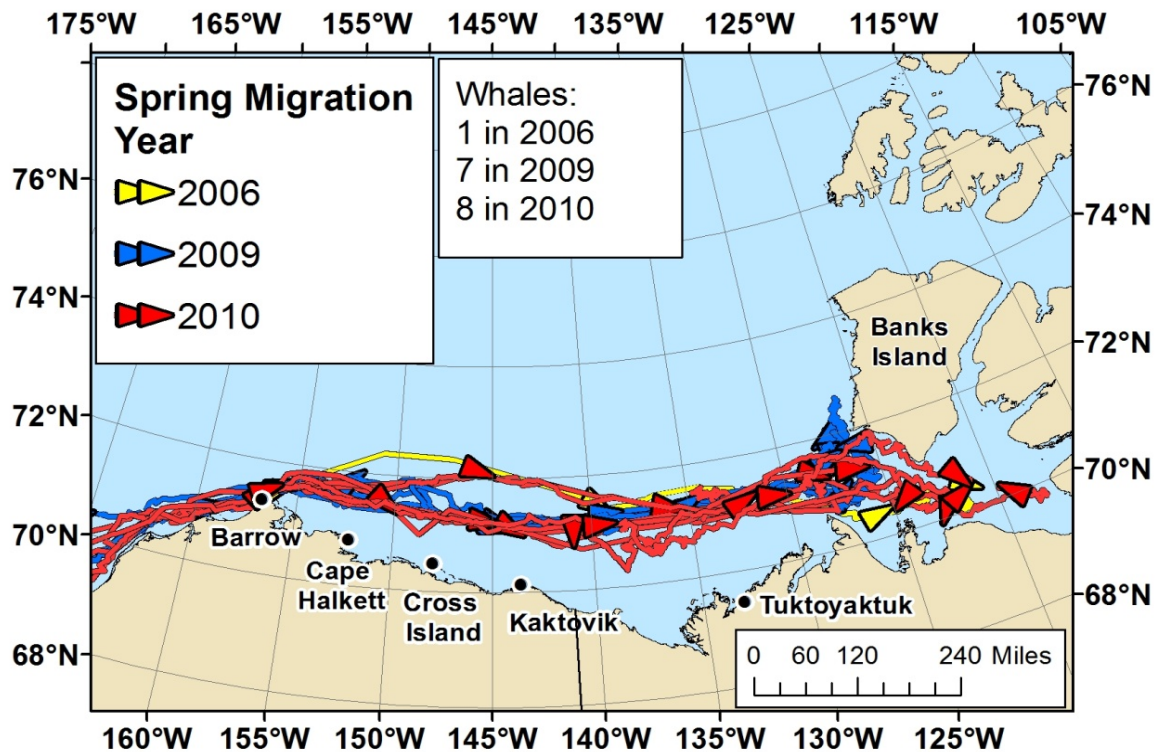 175°W 165°W 155°W 145°W 135°W 125°W 115°W 105°W
Spring Migration
Year
2006
2009
2010
Whales:
1 in 2006
7 in 2009
8 in 2010
76°N
74°N
72°N
70°N
68°N
76°N
74°N
72°N
70°N
68°N
Banks
Island
Barrow
Cape
Halkett
Cross
Island
Kaktovik
Tuktoyaktuk
0 60 120 240 Miles
160°W 155°W 150°W 145°W 140°W 135°W 130°W 125°W